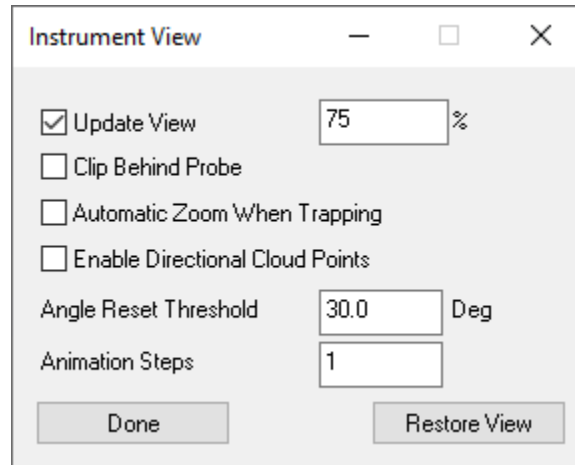 Instrument View
Update View 75 %
Clip Behind Probe
Automatic Zoom When Trapping
Enable Directional Cloud Points
Angle Reset Threshold 30.0 Deg
Animation Steps 1
Done Restore View